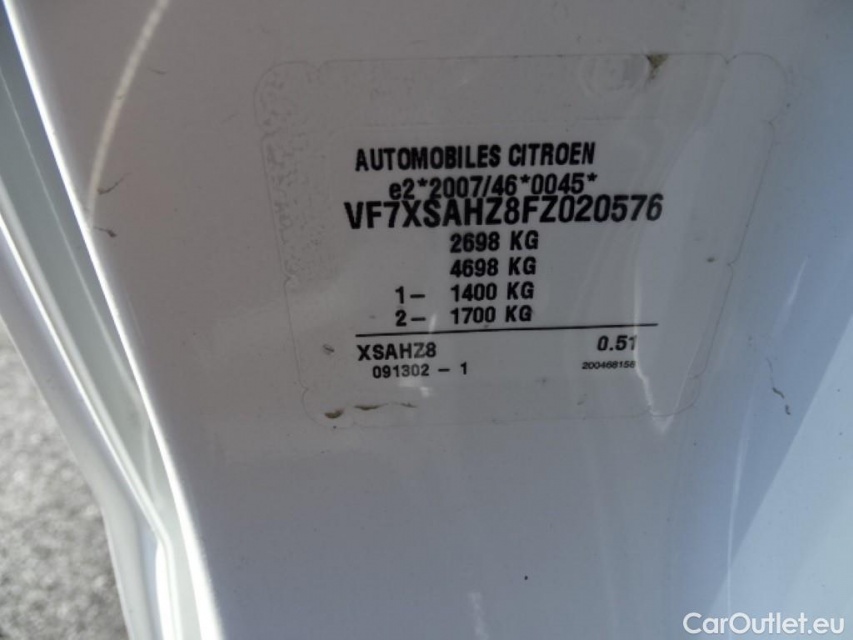 AUTOMOBILES CITROEN
e2*2007/46*0045*
VF7XSAHZ8FZ020576
2698 KG
4698 KG
1- 1400 KG
2- 1700 KG
XSAHZ8 0.51
091302 - 1 200468156
CarOutlet.eu